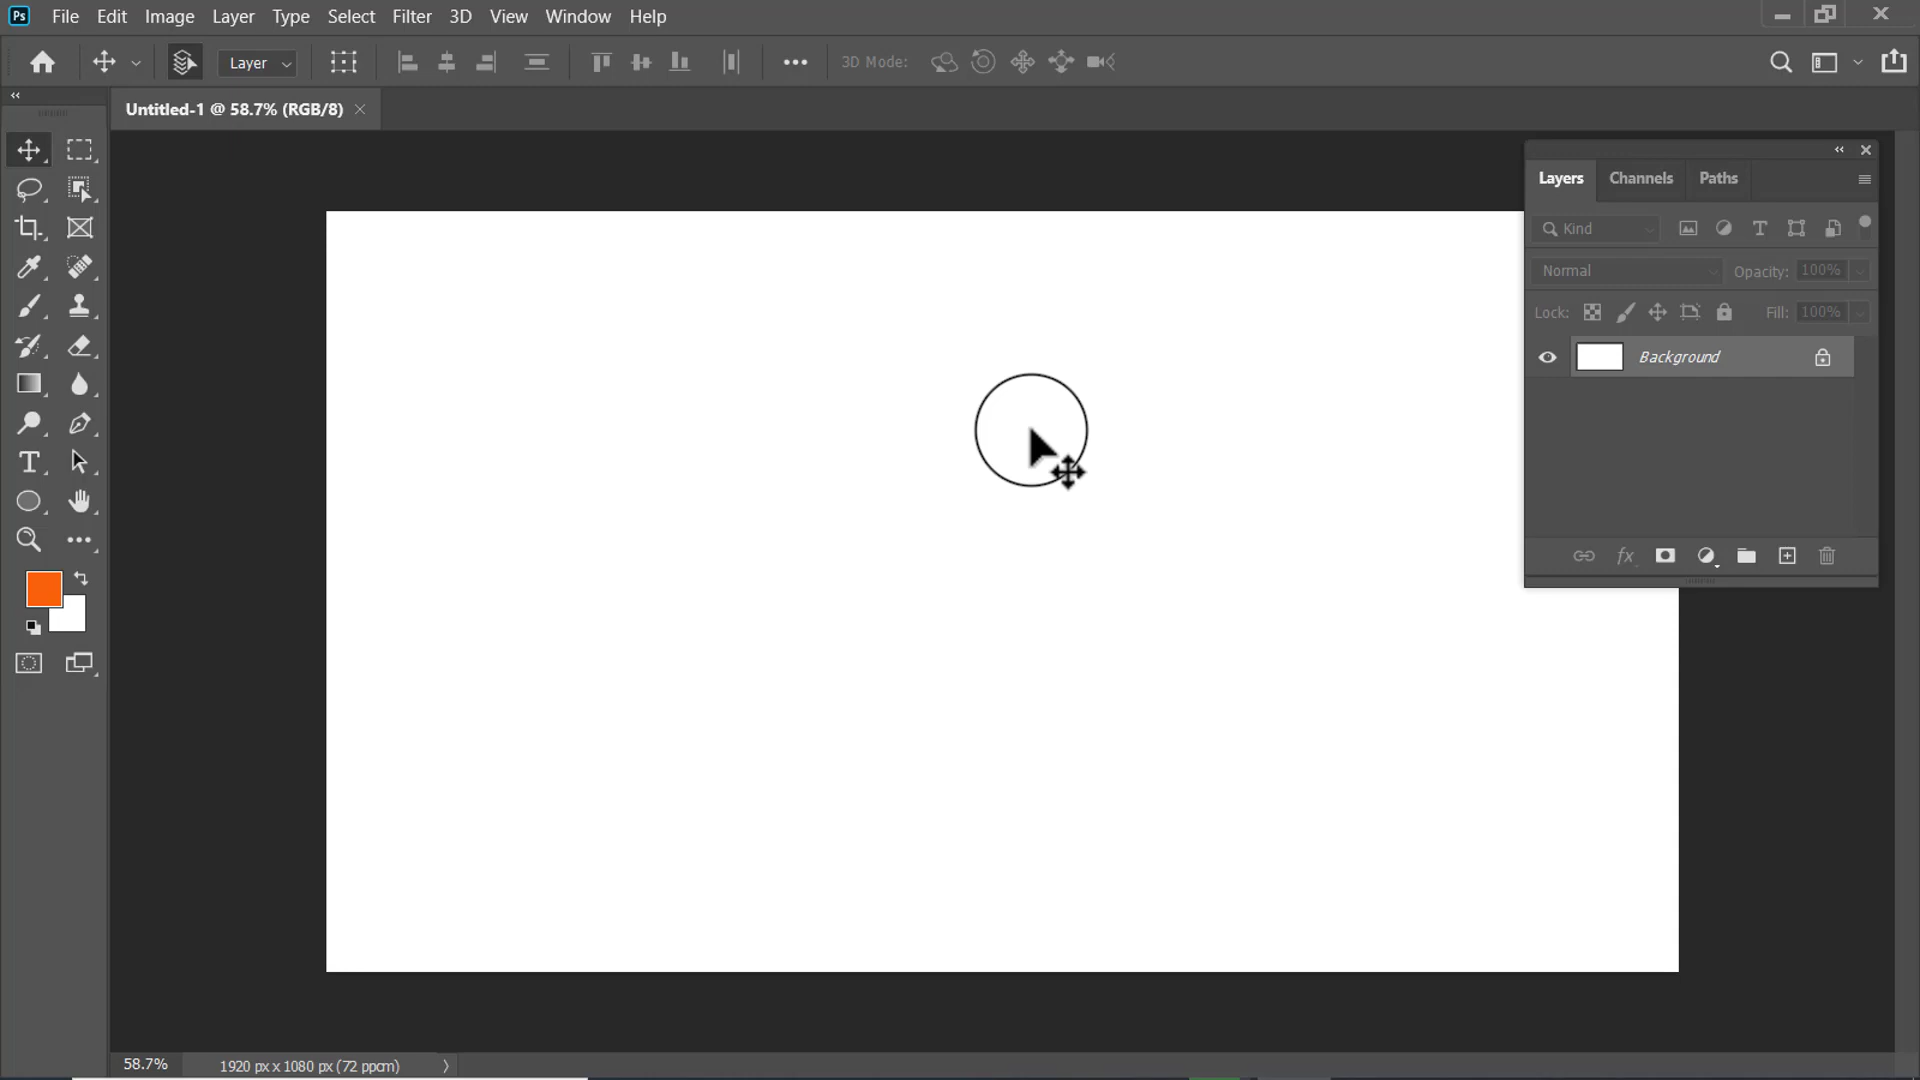 Ps File Edit Image Layer Type Select Filter 3D View Window Help
Layer 3D Mode:
Untitled-1 @ 58.7% (RGB/8)
Layers Channels Paths
Kind
Normal Opacity: 100%
Lock: Fill: 100%
Background
fx
58.7% 1920 px x 1080 px (72 ppcm)